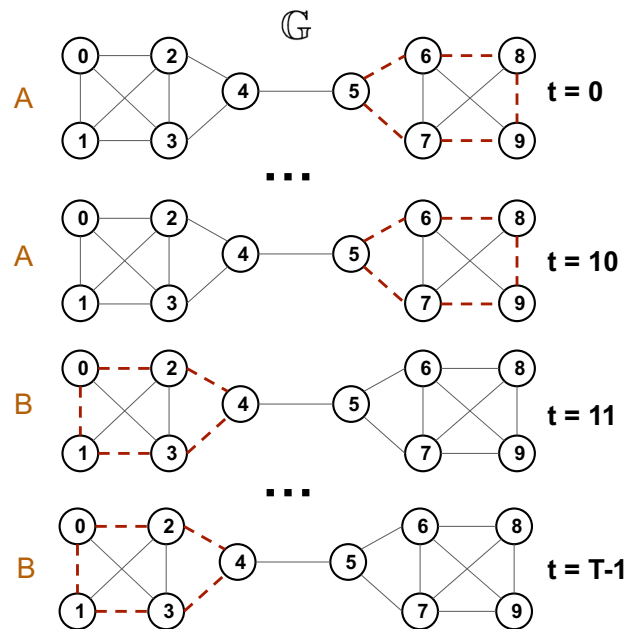 𝔾
0 2 6 8
A 4 5 t = 0
1 3 7 9
...
0 2 6 8
A 4 5 t = 10
1 3 7 9
0 2 6 8
B 4 5 t = 11
1 3 7 9
...
0 2 6 8
B 4 5 t = T-1
1 3 7 9